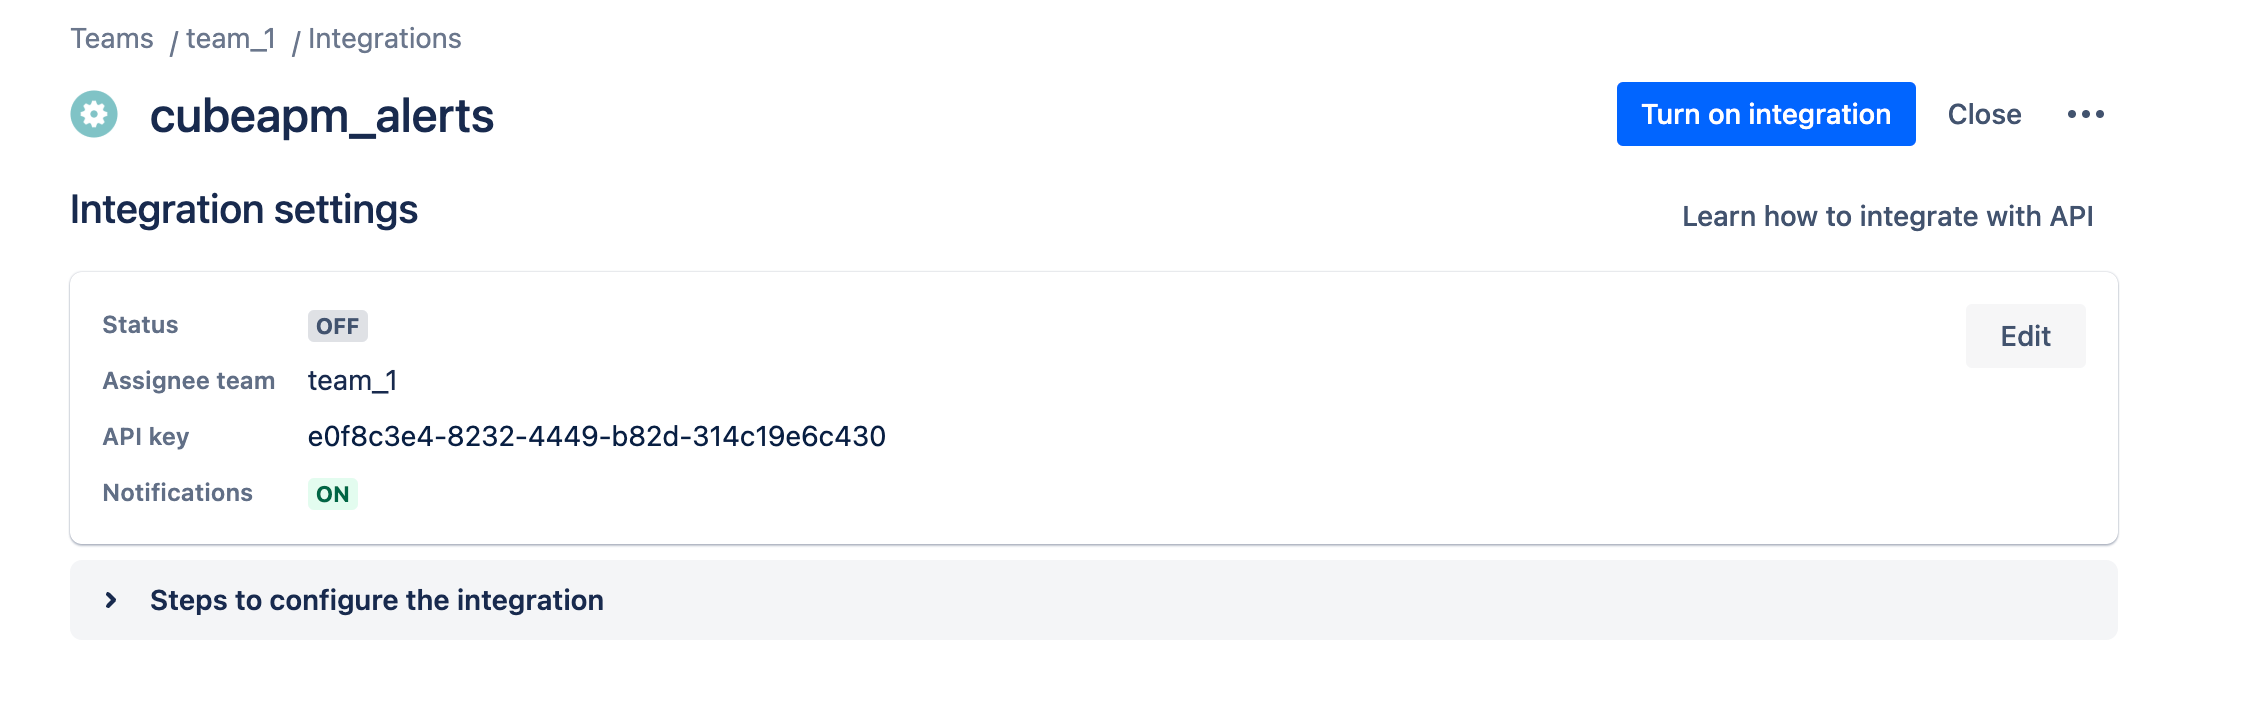 Teams / team_1 / Integrations
cubeapm_alerts
Turn on integration
Close
Integration settings
Learn how to integrate with API
Status OFF
Edit
Assignee team team_1
API key e0f8c3e4-8232-4449-b82d-314c19e6c430
Notifications ON
Steps to configure the integration